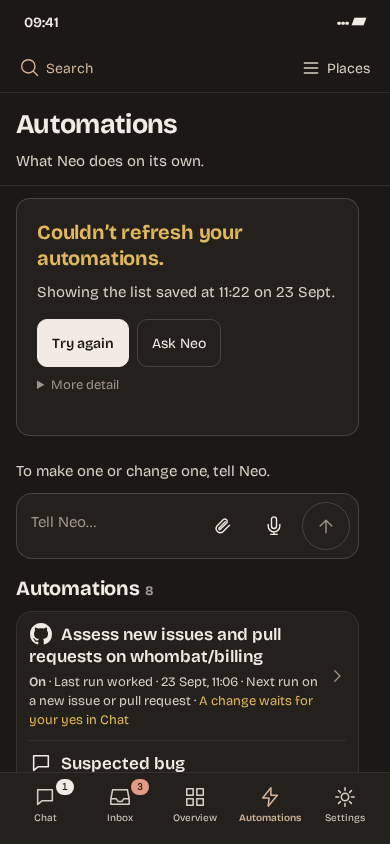 09:41
Search
Places
Automations
What Neo does on its own.
Couldn't refresh your
automations.
Showing the list saved at 11:22 on 23 Sept.
Try again
Ask Neo
More detail
To make one or change one, tell Neo.
Tell Neo...
Automations 8
Assess new issues and pull
requests on whombat/billing
On · Last run worked · 23 Sept, 11:06 · Next run on
a new issue or pull request · A change waits for
your yes in Chat
Suspected bug
1
3
Chat
Inbox
Overview
Automations
Settings